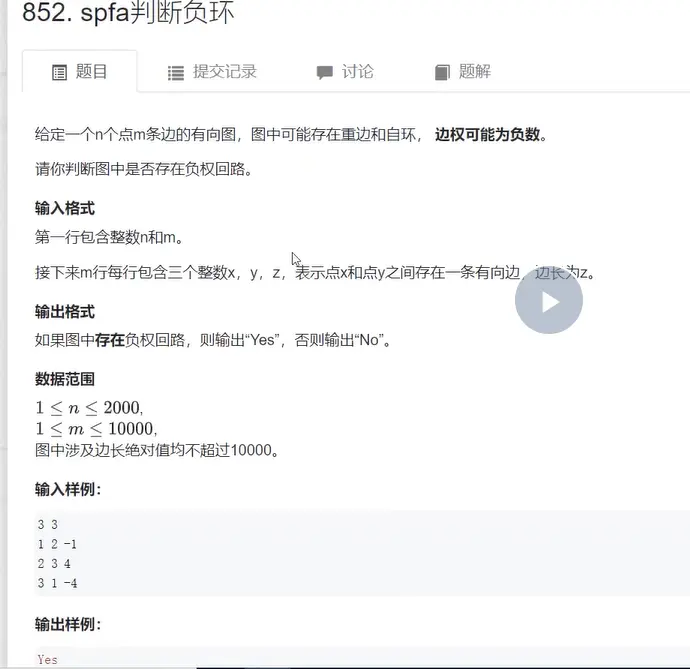 852. spfa判断负环
题目 提交记录 讨论 题解
给定一个n个点m条边的有向图，图中可能存在重边和自环， 边权可能为负数。
请你判断图中是否存在负权回路。
输入格式
第一行包含整数n和m。
接下来m行每行包含三个整数x，y，z，表示点x和点y之间存在一条有向边，边长为z。
输出格式
如果图中存在负权回路，则输出“Yes”，否则输出“No”。
数据范围
1 ≤ n ≤ 2000,
1 ≤ m ≤ 10000,
图中涉及边长绝对值均不超过10000。
输入样例：
3 3
1 2 -1
2 3 4
3 1 -4
输出样例：
Yes